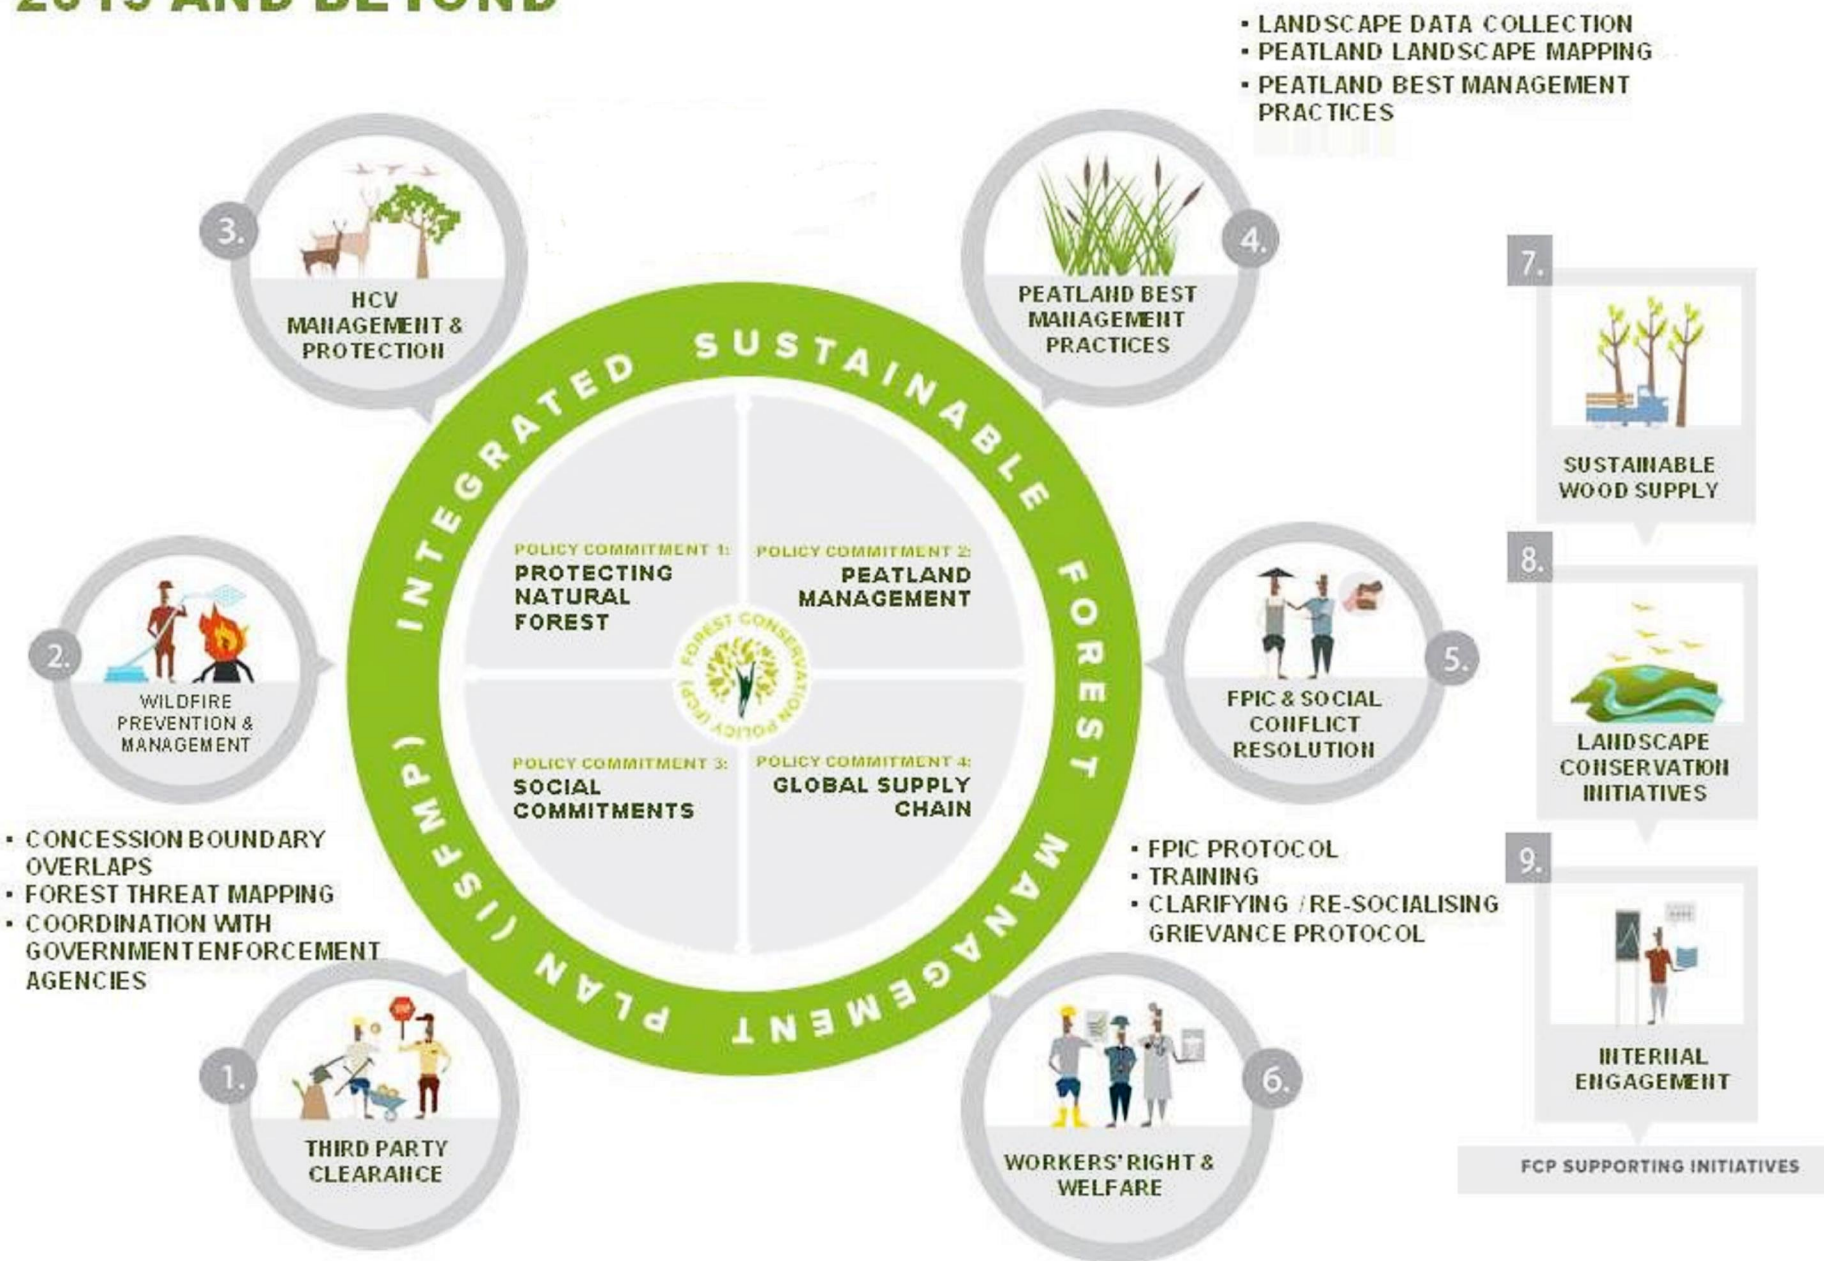 2015 AND BEYOND
▪ LANDSCAPE DATA COLLECTION
▪ PEATLAND LANDSCAPE MAPPING
▪ PEATLAND BEST MANAGEMENT
PRACTICES
3.
HCV
MANAGEMENT &
PROTECTION
4.
PEATLAND BEST
MANAGEMENT
PRACTICES
INTEGRATED SUSTAINABLE FOREST MANAGEMENT PLAN (ISFMP)
POLICY COMMITMENT 1:
PROTECTING
NATURAL
FOREST
POLICY COMMITMENT 2:
PEATLAND
MANAGEMENT
FOREST CONSERVATION POLICY (FCP)
POLICY COMMITMENT 3:
SOCIAL
COMMITMENTS
POLICY COMMITMENT 4:
GLOBAL SUPPLY
CHAIN
2.
WILDFIRE
PREVENTION &
MANAGEMENT
▪ CONCESSION BOUNDARY
OVERLAPS
▪ FOREST THREAT MAPPING
▪ COORDINATION WITH
GOVERNMENT ENFORCEMENT
AGENCIES
1.
STOP
THIRD PARTY
CLEARANCE
5.
FPIC & SOCIAL
CONFLICT
RESOLUTION
▪ FPIC PROTOCOL
▪ TRAINING
▪ CLARIFYING / RE-SOCIALISING
GRIEVANCE PROTOCOL
6.
WORKERS' RIGHT &
WELFARE
7.
SUSTAINABLE
WOOD SUPPLY
8.
LANDSCAPE
CONSERVATION
INITIATIVES
9.
INTERNAL
ENGAGEMENT
FCP SUPPORTING INITIATIVES